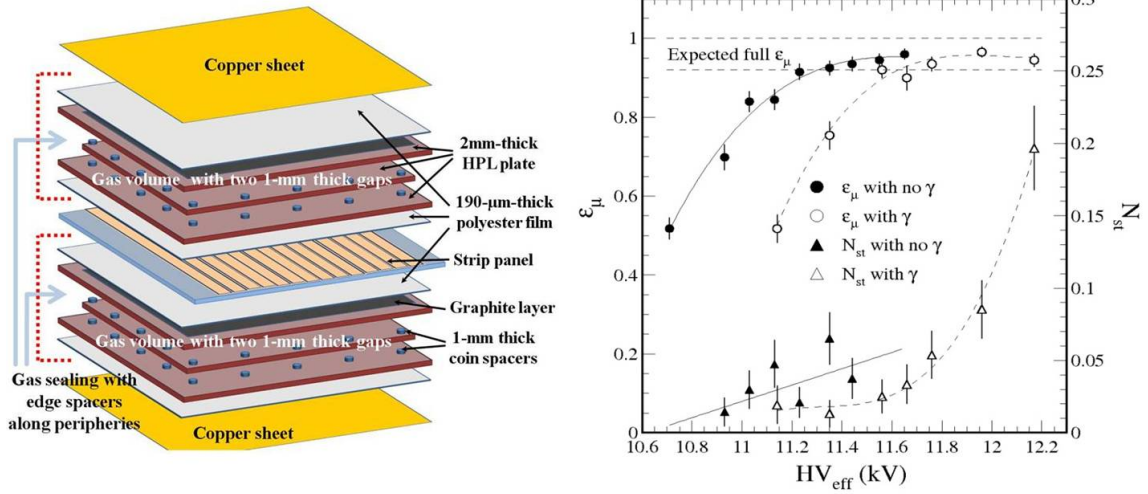 Copper sheet
2mm-thick
HPL plate
Gas volume with two 1-mm thick gaps
190-μm-thick
polyester film
Strip panel
Graphite layer
Gas volume with two 1-mm thick gaps
1-mm thick
coin spacers
Gas sealing with
edge spacers
along peripheries
Copper sheet
1
0.8
0.6
0.4
0.2
0
ε_μ
Expected full ε_μ
ε_μ with no γ
ε_μ with γ
N_st with no γ
N_st with γ
0.3
0.25
0.2
0.15
0.1
0.05
0
N_st
10.6 10.8 11 11.2 11.4 11.6 11.8 12 12.2
HV_eff (kV)